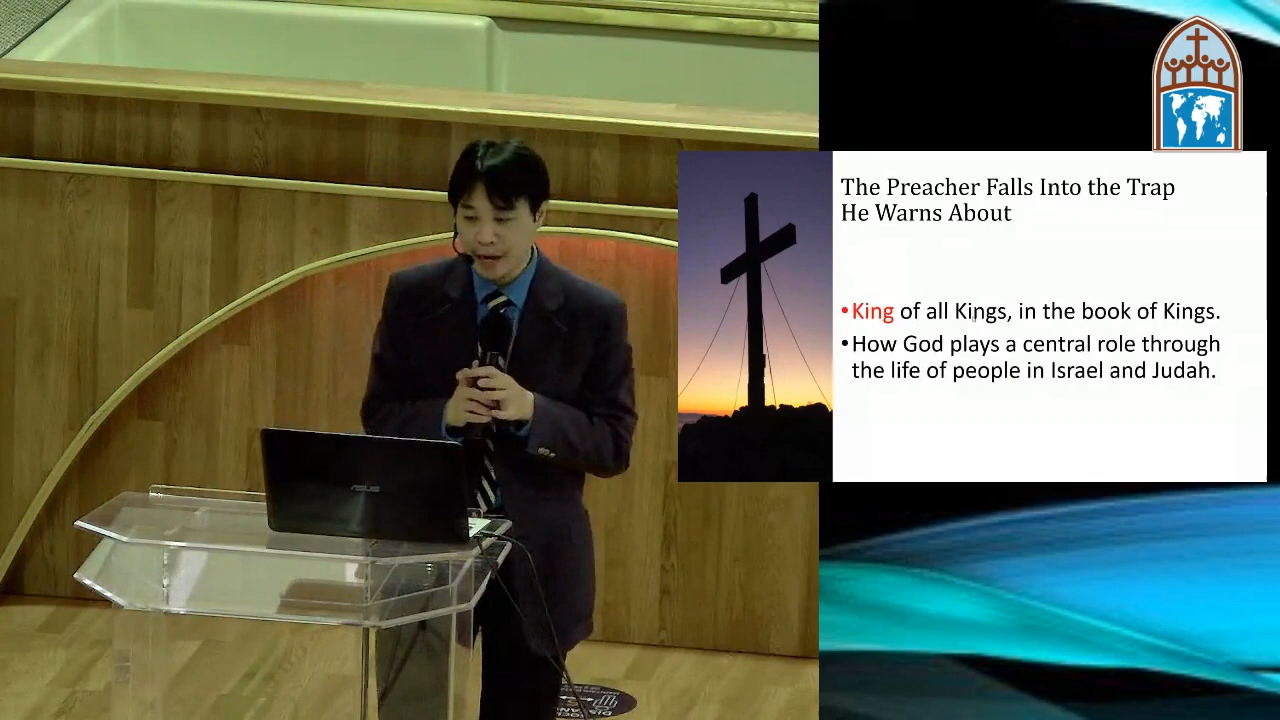 The Preacher Falls Into the Trap
He Warns About
•King of all Kings, in the book of Kings.
•How God plays a central role through
the life of people in Israel and Judah.
ASUS